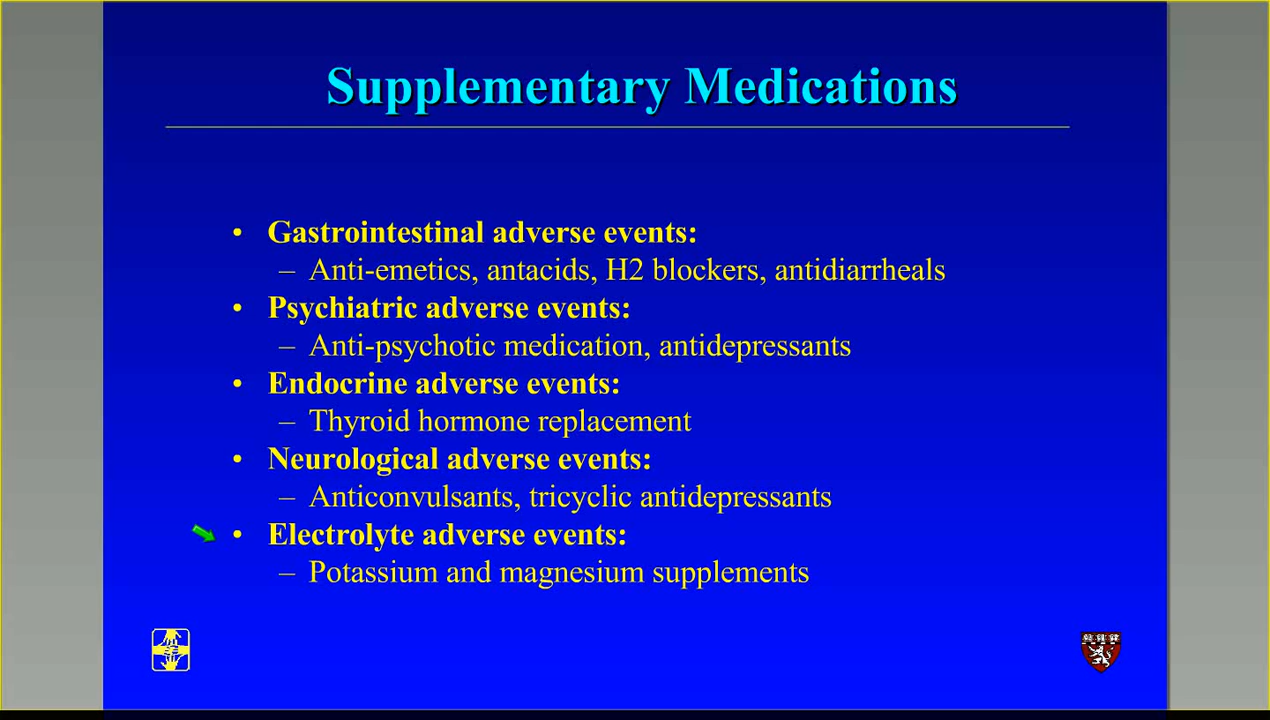 Supplementary Medications
• Gastrointestinal adverse events:
– Anti-emetics, antacids, H2 blockers, antidiarrheals
• Psychiatric adverse events:
– Anti-psychotic medication, antidepressants
• Endocrine adverse events:
– Thyroid hormone replacement
• Neurological adverse events:
– Anticonvulsants, tricyclic antidepressants
• Electrolyte adverse events:
– Potassium and magnesium supplements